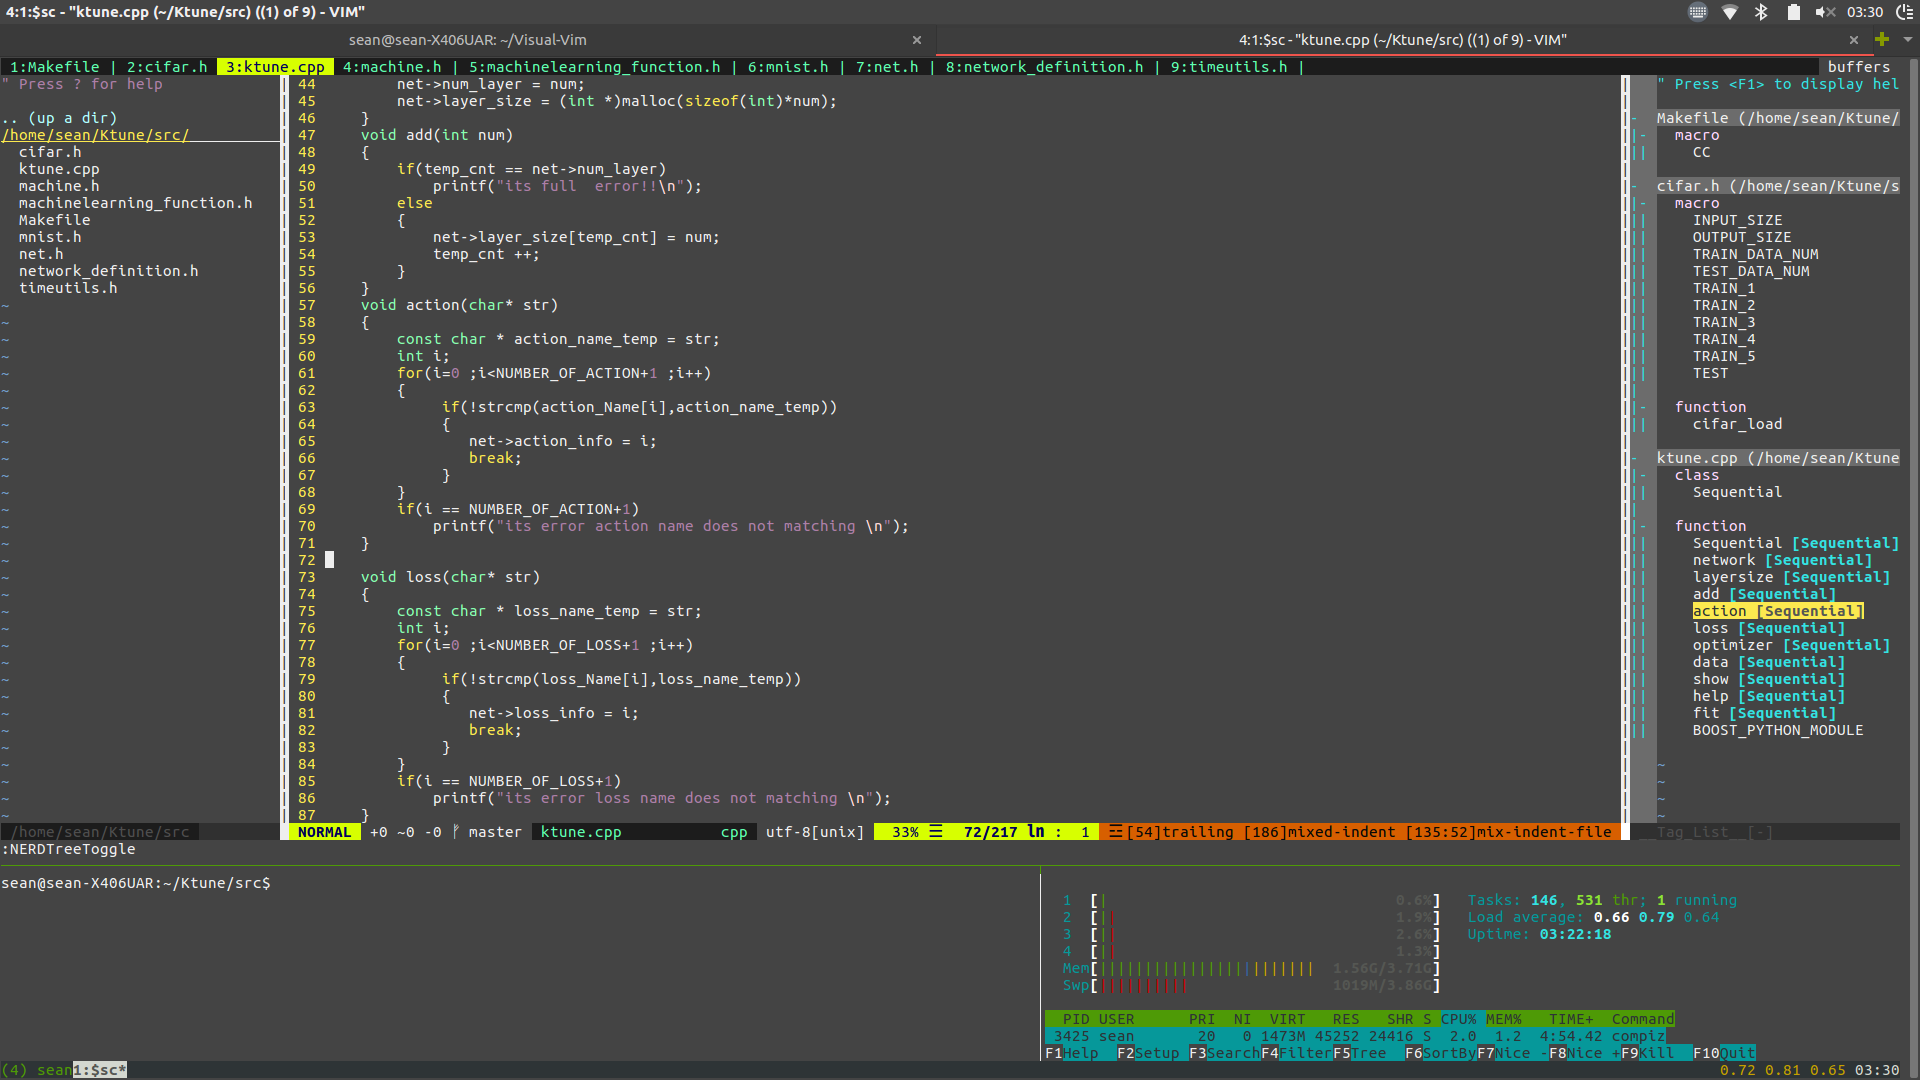 4:1:$sc - "ktune.cpp (~/Ktune/src) ((1) of 9) - VIM"
03:30
sean@sean-X406UAR: ~/Visual-Vim
4:1:$sc - "ktune.cpp (~/Ktune/src) ((1) of 9) - VIM"
1:Makefile | 2:cifar.h 3:ktune.cpp 4:machine.h | 5:machinelearning_function.h | 6:mnist.h | 7:net.h | 8:network_definition.h | 9:timeutils.h |
buffers
" Press ? for help
.. (up a dir)
/home/sean/Ktune/src/
cifar.h
ktune.cpp
machine.h
machinelearning_function.h
Makefile
mnist.h
net.h
network_definition.h
timeutils.h
/home/sean/Ktune/src
44 net->num_layer = num;
45 net->layer_size = (int *)malloc(sizeof(int)*num);
46 }
47 void add(int num)
48 {
49 if(temp_cnt == net->num_layer)
50 printf("its full  error!!\n");
51 else
52 {
53 net->layer_size[temp_cnt] = num;
54 temp_cnt ++;
55 }
56 }
57 void action(char* str)
58 {
59 const char * action_name_temp = str;
60 int i;
61 for(i=0 ;i<NUMBER_OF_ACTION+1 ;i++)
62 {
63 if(!strcmp(action_Name[i],action_name_temp))
64 {
65 net->action_info = i;
66 break;
67 }
68 }
69 if(i == NUMBER_OF_ACTION+1)
70 printf("its error action name does not matching \n");
71 }
72
73 void loss(char* str)
74 {
75 const char * loss_name_temp = str;
76 int i;
77 for(i=0 ;i<NUMBER_OF_LOSS+1 ;i++)
78 {
79 if(!strcmp(loss_Name[i],loss_name_temp))
80 {
81 net->loss_info = i;
82 break;
83 }
84 }
85 if(i == NUMBER_OF_LOSS+1)
86 printf("its error loss name does not matching \n");
87 }
NORMAL +0 ~0 -0 master ktune.cpp cpp utf-8[unix] 33% ☰ 72/217 ln : 1 ☲[54]trailing [186]mixed-indent [135:52]mix-indent-file
" Press <F1> to display hel
Makefile (/home/sean/Ktune/
macro
CC
cifar.h (/home/sean/Ktune/s
macro
INPUT_SIZE
OUTPUT_SIZE
TRAIN_DATA_NUM
TEST_DATA_NUM
TRAIN_1
TRAIN_2
TRAIN_3
TRAIN_4
TRAIN_5
TEST
function
cifar_load
ktune.cpp (/home/sean/Ktune
class
Sequential
function
Sequential [Sequential]
network [Sequential]
layersize [Sequential]
add [Sequential]
action [Sequential]
loss [Sequential]
optimizer [Sequential]
data [Sequential]
show [Sequential]
help [Sequential]
fit [Sequential]
BOOST_PYTHON_MODULE
__Tag_List__[-]
:NERDTreeToggle
sean@sean-X406UAR:~/Ktune/src$
1 [ 0.6%]
2 [ 1.9%]
3 [ 2.6%]
4 [ 1.3%]
Mem[ 1.56G/3.71G]
Swp[ 1019M/3.86G]
Tasks: 146, 531 thr; 1 running
Load average: 0.66 0.79 0.64
Uptime: 03:22:18
PID USER PRI NI VIRT RES SHR S CPU% MEM% TIME+ Command
3425 sean 20 0 1473M 45252 24416 S 2.0 1.2 4:54.42 compiz
F1Help F2Setup F3SearchF4FilterF5Tree F6SortByF7Nice -F8Nice +F9Kill F10Quit
(4) sean1:$sc* 0.72 0.81 0.65 03:30